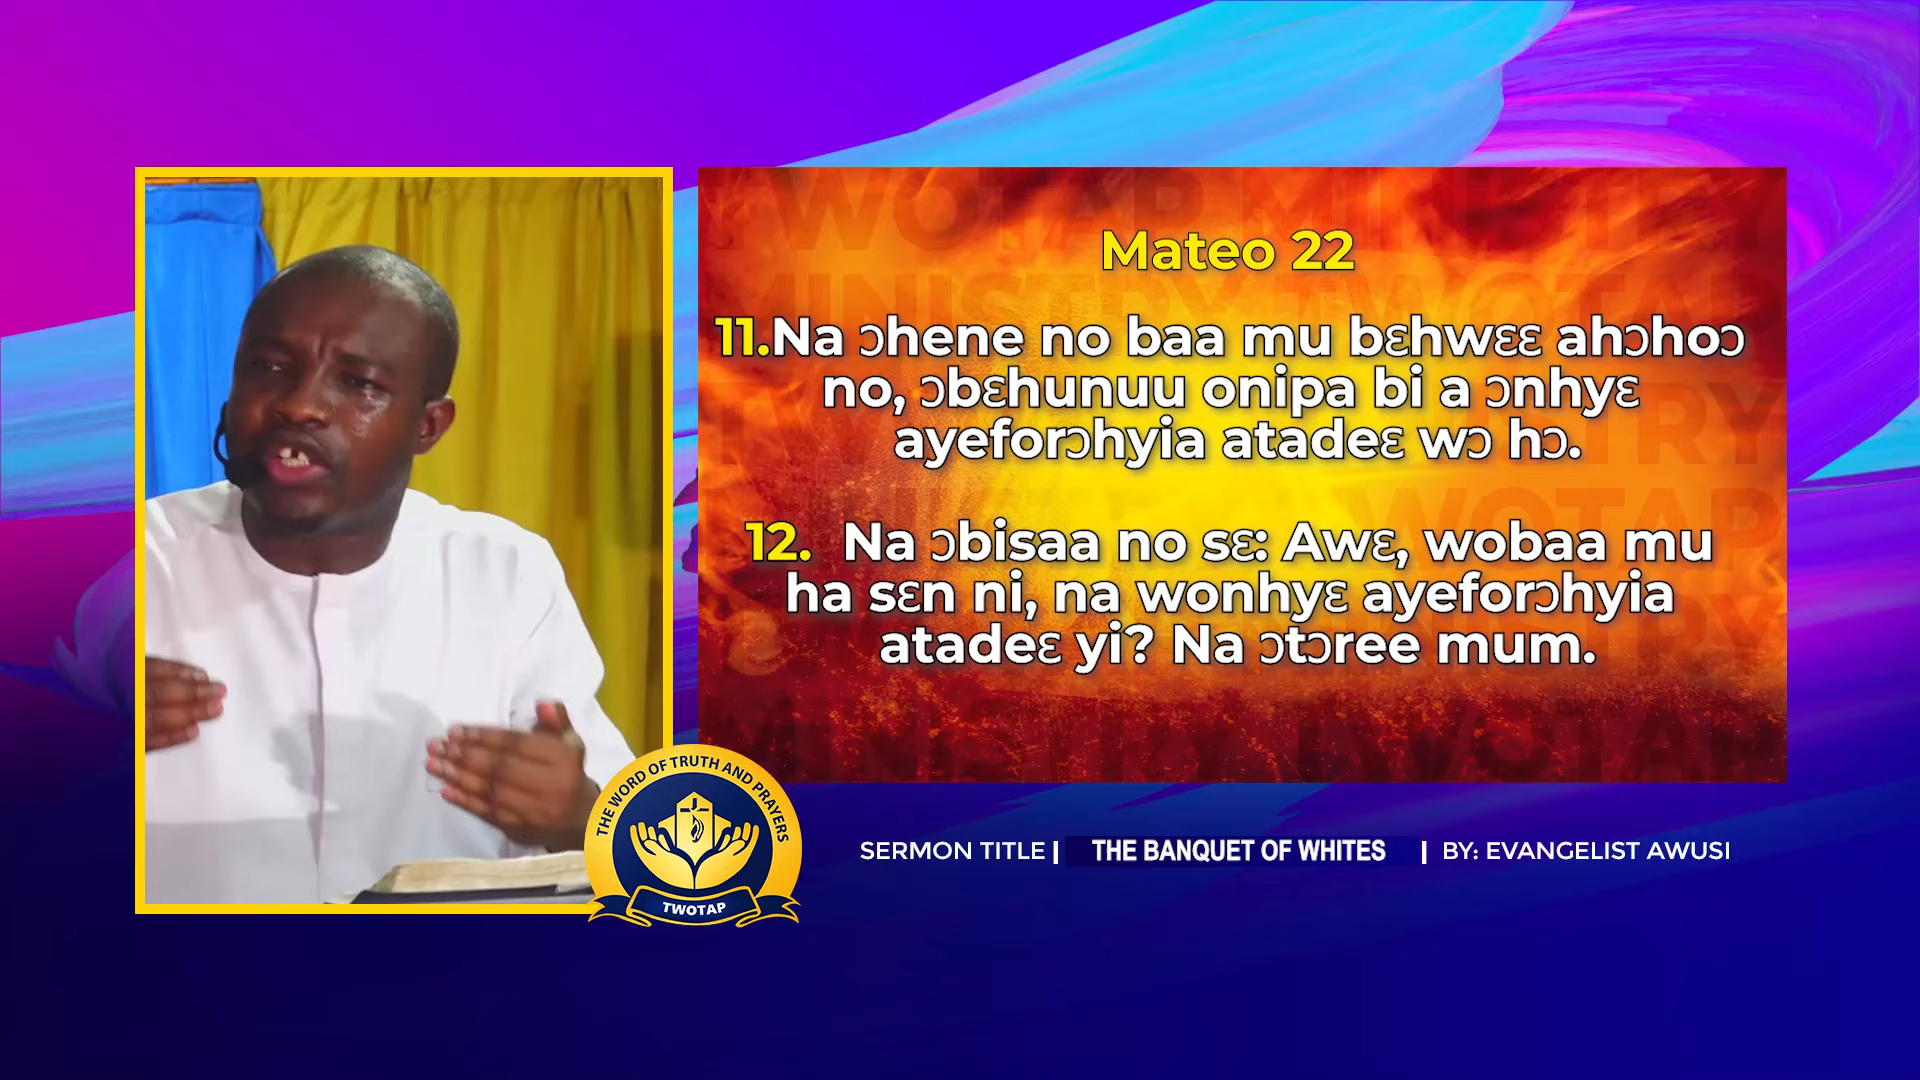 Mateo 22
11.Na ɔhene no baa mu bɛhwɛɛ ahɔhoɔ
no, ɔbɛhunuu onipa bi a ɔnhyɛ
ayeforɔhyia atadeɛ wɔ hɔ.
12. Na ɔbisaa no sɛ: Awɛ, wobaa mu
ha sɛn ni, na wonhyɛ ayeforɔhyia
atadeɛ yi? Na ɔtɔree mum.
THE WORD OF TRUTH AND PRAYERS
TWOTAP
SERMON TITLE | THE BANQUET OF WHITES | BY: EVANGELIST AWUSI